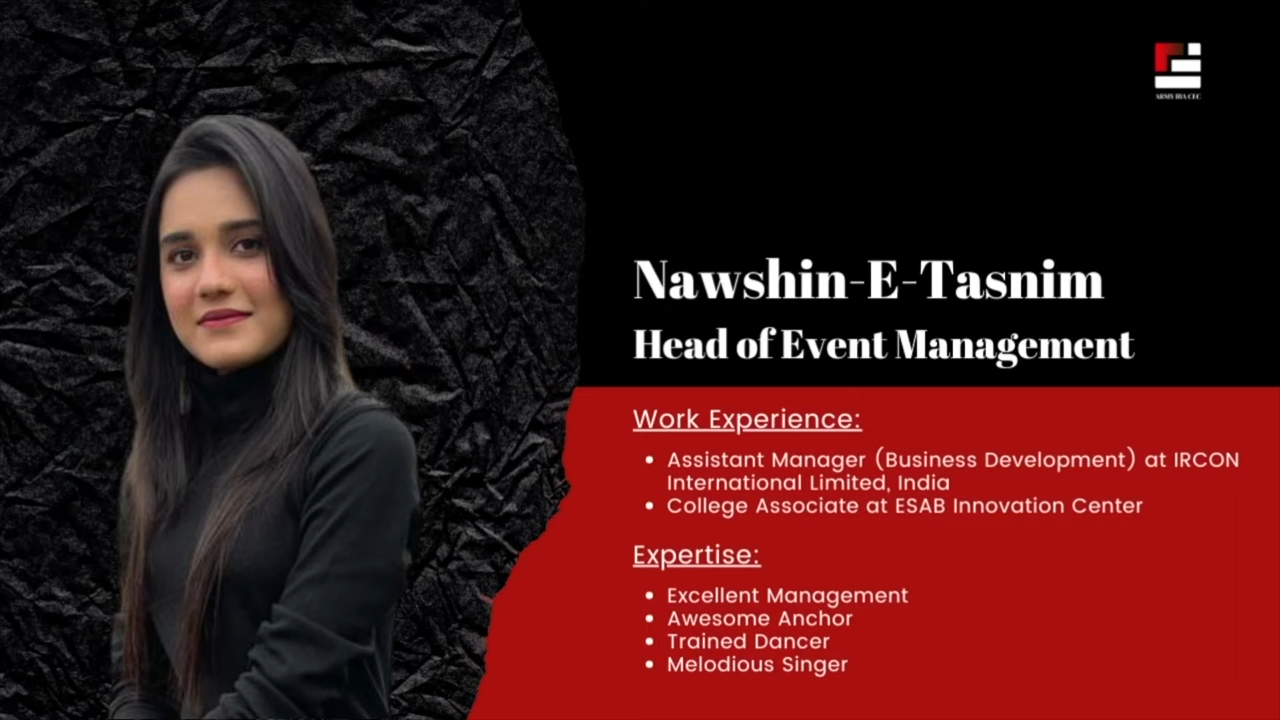 Nawshin-E-Tasnim
Head of Event Management
Work Experience:
Assistant Manager (Business Development) at IRCON
International Limited, India
College Associate at ESAB Innovation Center
Expertise:
Excellent Management
Awesome Anchor
Trained Dancer
Melodious Singer